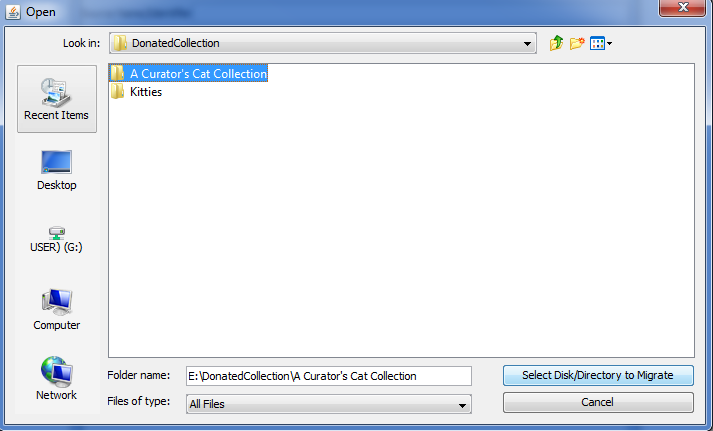 Open
Look in:
DonatedCollection
A Curator's Cat Collection
Kitties
Recent Items
Desktop
USER) (G:)
Computer
Network
Folder name:
E:\DonatedCollection\A Curator's Cat Collection
Select Disk/Directory to Migrate
Files of type:
All Files
Cancel